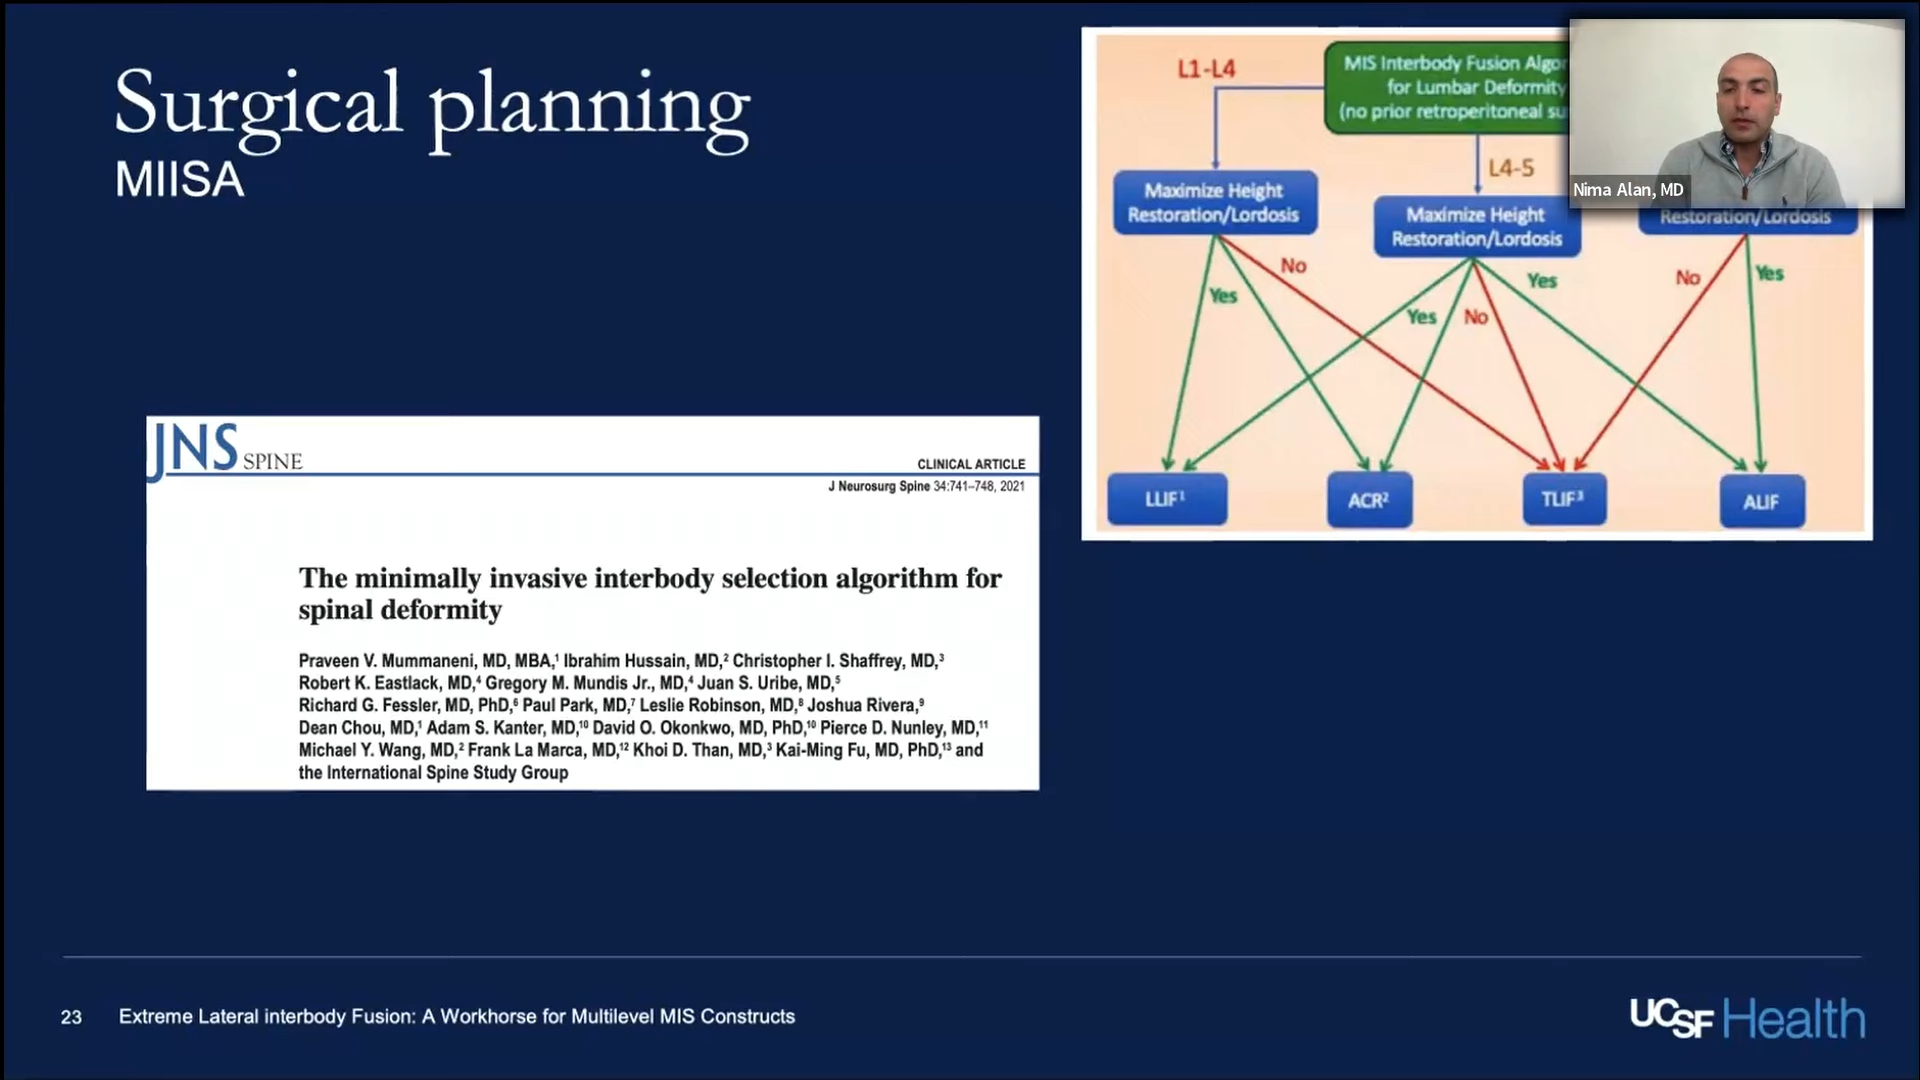 Surgical planning
MIISA
JNS SPINE
CLINICAL ARTICLE
J Neurosurg Spine 34:741–748, 2021
The minimally invasive interbody selection algorithm for
spinal deformity
Praveen V. Mummaneni, MD, MBA,¹ Ibrahim Hussain, MD,² Christopher I. Shaffrey, MD,³
Robert K. Eastlack, MD,⁴ Gregory M. Mundis Jr., MD,⁴ Juan S. Uribe, MD,⁵
Richard G. Fessler, MD, PhD,⁶ Paul Park, MD,⁷ Leslie Robinson, MD,⁸ Joshua Rivera,⁹
Dean Chou, MD,¹ Adam S. Kanter, MD,¹⁰ David O. Okonkwo, MD, PhD,¹⁰ Pierce D. Nunley, MD,¹¹
Michael Y. Wang, MD,² Frank La Marca, MD,¹² Khoi D. Than, MD,³ Kai-Ming Fu, MD, PhD,¹³ and
the International Spine Study Group
MIS Interbody Fusion Algor
for Lumbar Deformity
(no prior retroperitoneal su
L1-L4
L4-5
Maximize Height
Restoration/Lordosis
Maximize Height
Restoration/Lordosis
Restoration/Lordosis
No
Yes
Yes
No
Yes
No
Yes
LLIF¹
ACR²
TLIF³
ALIF
Nima Alan, MD
23
Extreme Lateral interbody Fusion: A Workhorse for Multilevel MIS Constructs
UCSF Health